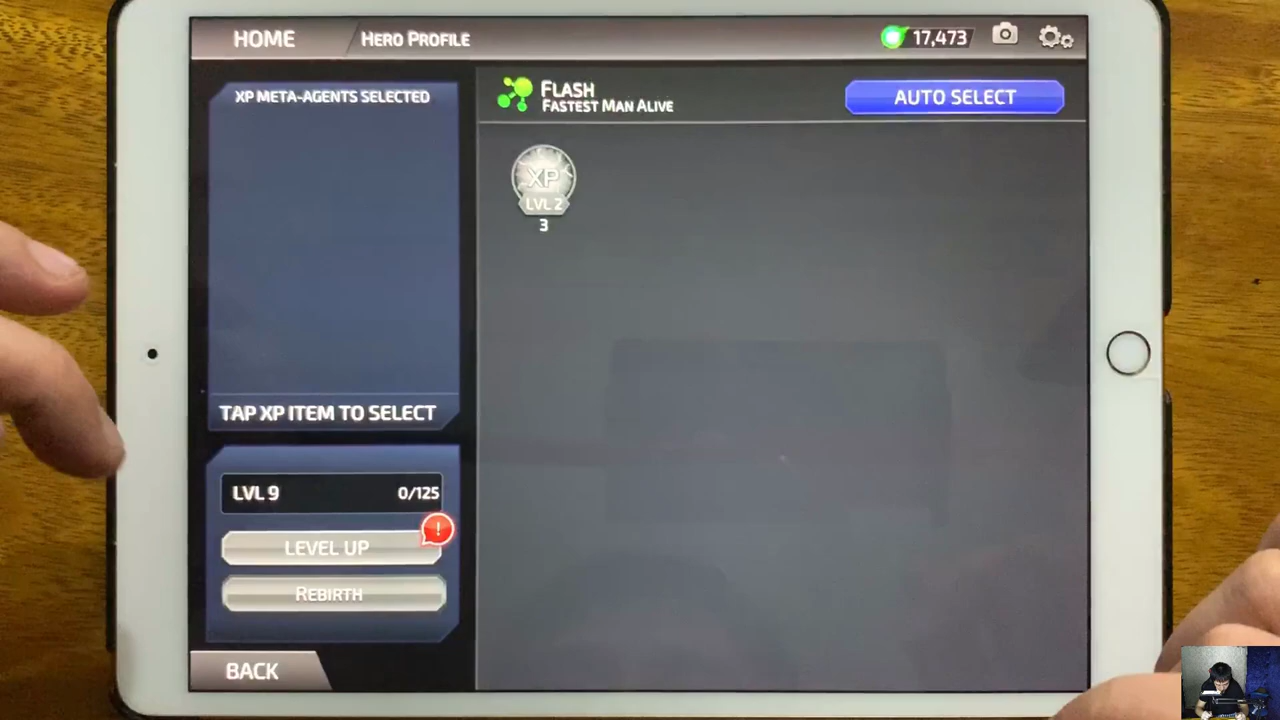 HOME
HERO PROFILE
17,473
XP META-AGENTS SELECTED
FLASH
FASTEST MAN ALIVE
AUTO SELECT
XP
LVL 2
3
TAP XP ITEM TO SELECT
LVL 9 0/125
!
LEVEL UP
REBIRTH
BACK